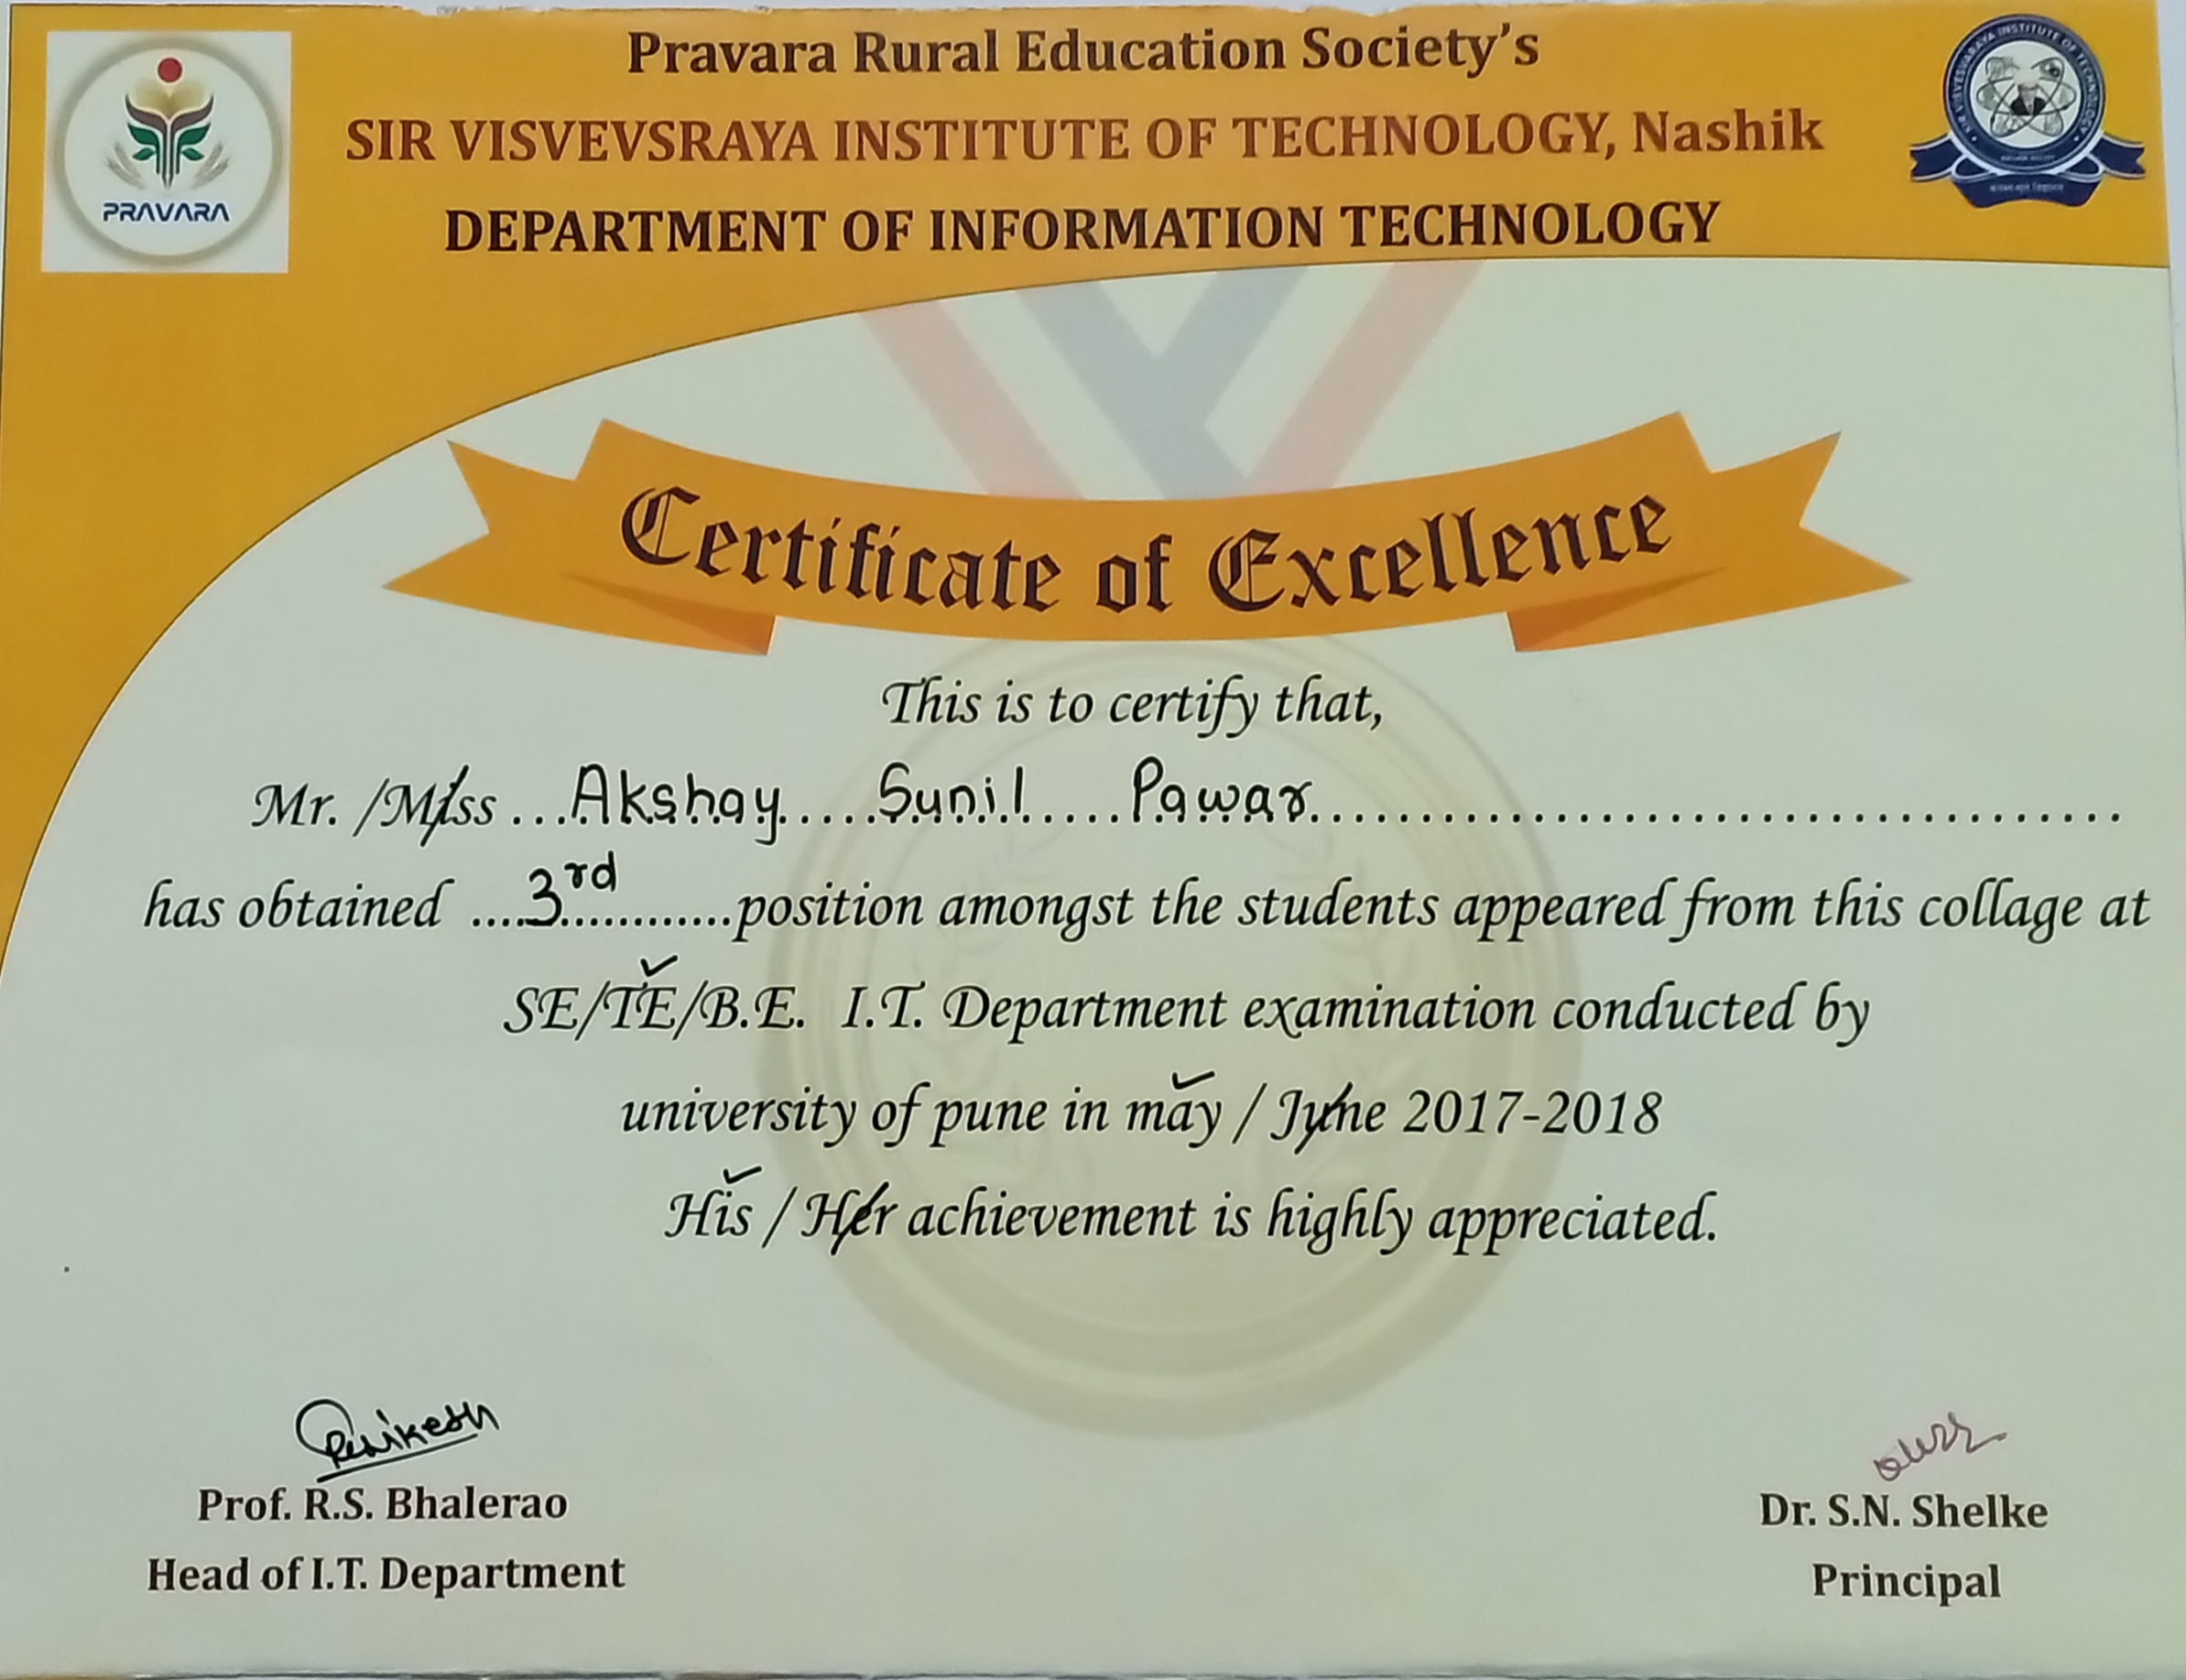 Pravara Rural Education Society's
SIR VISVEVSRAYA INSTITUTE OF TECHNOLOGY, Nashik
DEPARTMENT OF INFORMATION TECHNOLOGY
PRAVARA
SIR VISVESVARAYA INSTITUTE OF TECHNOLOGY
Certificate of Excellence
This is to certify that,
Mr. /Miss ...Akshay.....Sunil.....Pawar.......................................
has obtained ....3rd............position amongst the students appeared from this collage at
SE/TE/B.E. I.T. Department examination conducted by
university of pune in may / June 2017-2018
His / Her achievement is highly appreciated.
Prof. R.S. Bhalerao
Head of I.T. Department
Dr. S.N. Shelke
Principal